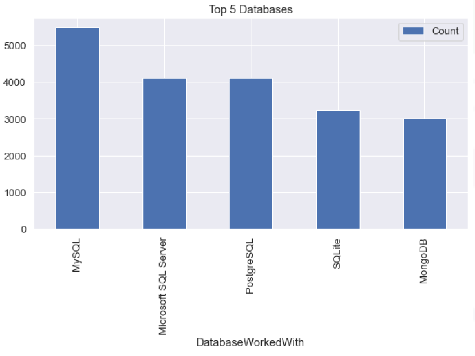 Top 5 Databases
Count
5000
4000
3000
2000
1000
0
MySQL
Microsoft SQL Server
PostgreSQL
SQLite
MongoDB
DatabaseWorkedWith